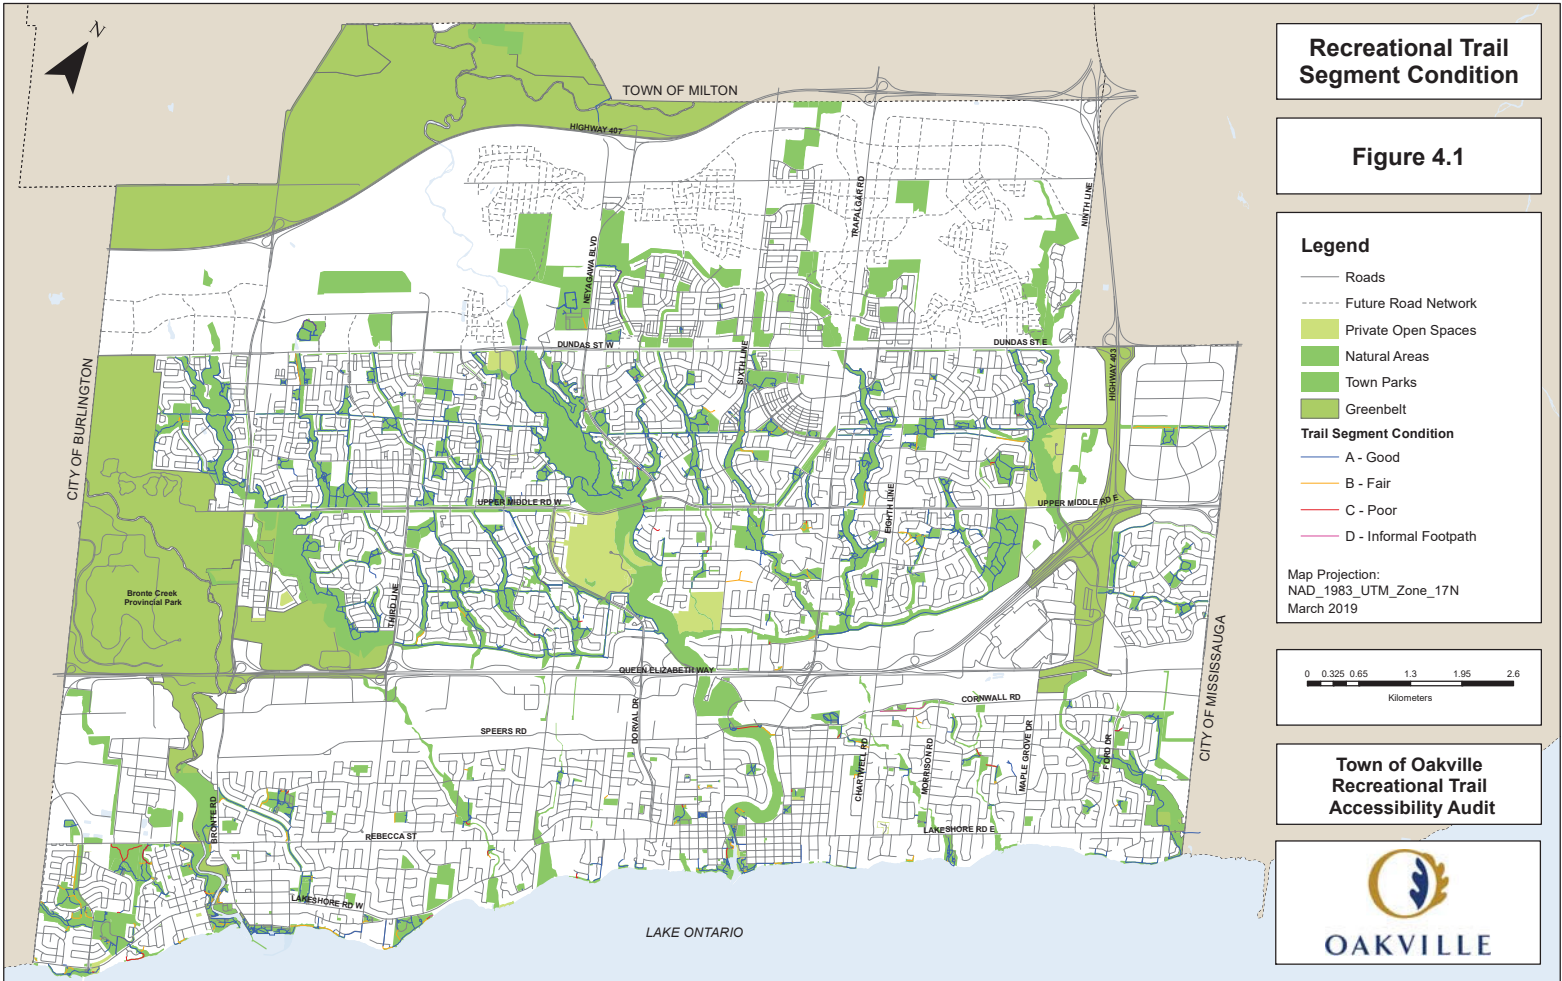 N
TOWN OF MILTON
HIGHWAY 407
TRAFALGAR RD
NINTH LINE
NEYAGAWA BLVD
DUNDAS ST W
SIXTH LINE
DUNDAS ST E
HIGHWAY 403
CITY OF BURLINGTON
UPPER MIDDLE RD W
EIGHTH LINE
UPPER MIDDLE RD E
Bronte Creek
Provincial Park
THIRD LINE
QUEEN ELIZABETH WAY
CITY OF MISSISSAUGA
CORNWALL RD
SPEERS RD
DORVAL DR
CHARTWELL RD
MORRISON RD
MAPLE GROVE DR
FORD DR
BRONTE RD
REBECCA ST
LAKESHORE RD E
LAKESHORE RD W
LAKE ONTARIO
Recreational Trail
Segment Condition
Figure 4.1
Legend
Roads
Future Road Network
Private Open Spaces
Natural Areas
Town Parks
Greenbelt
Trail Segment Condition
A - Good
B - Fair
C - Poor
D - Informal Footpath
Map Projection:
NAD_1983_UTM_Zone_17N
March 2019
0 0.325 0.65 1.3 1.95 2.6
Kilometers
Town of Oakville
Recreational Trail
Accessibility Audit
OAKVILLE